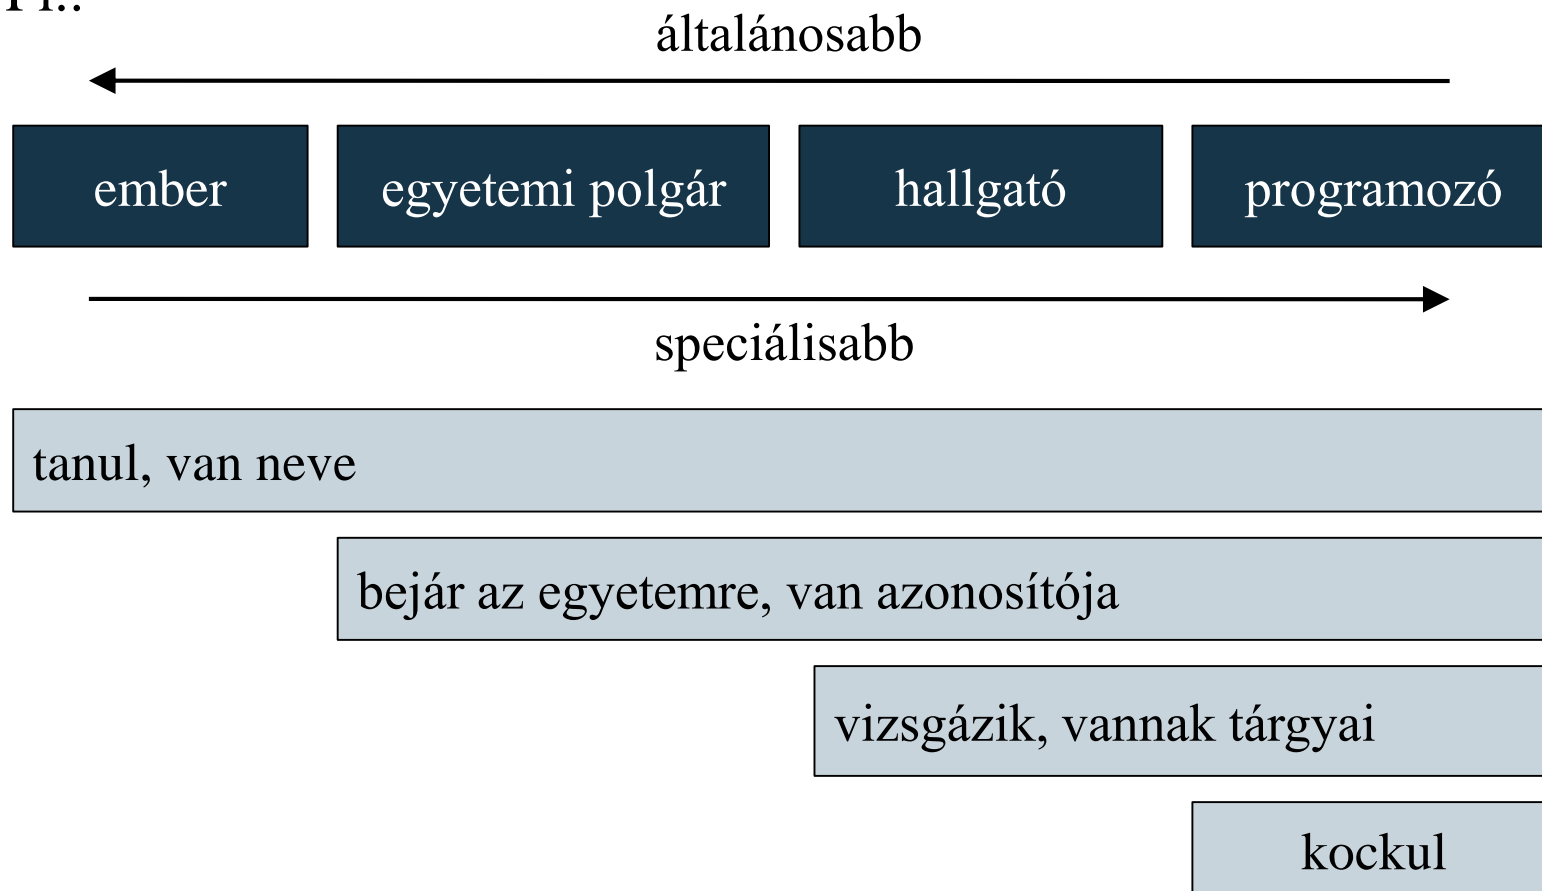 általánosabb
ember egyetemi polgár hallgató programozó
speciálisabb
tanul, van neve
bejár az egyetemre, van azonosítója
vizsgázik, vannak tárgyai
kockul